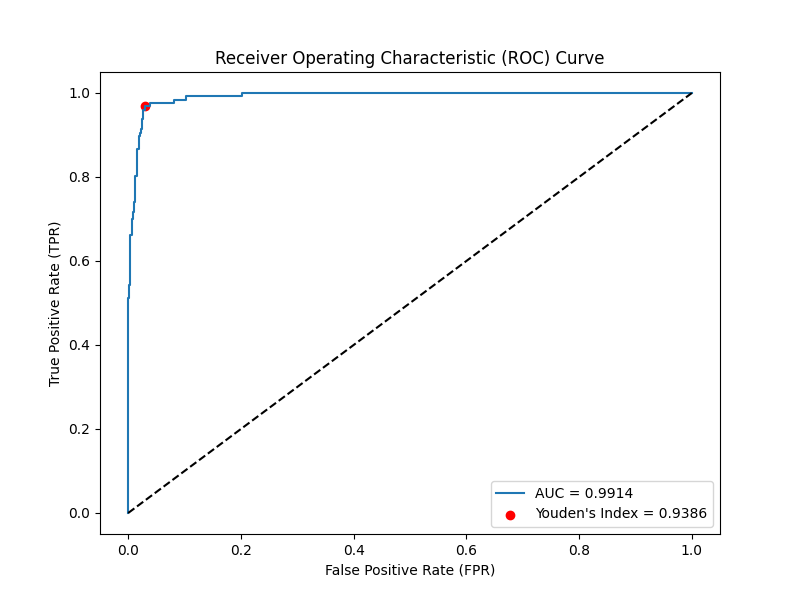 Receiver Operating Characteristic (ROC) Curve
True Positive Rate (TPR)
1.0
0.8
0.6
0.4
0.2
0.0
AUC = 0.9914
Youden's Index = 0.9386
0.0 0.2 0.4 0.6 0.8 1.0
False Positive Rate (FPR)